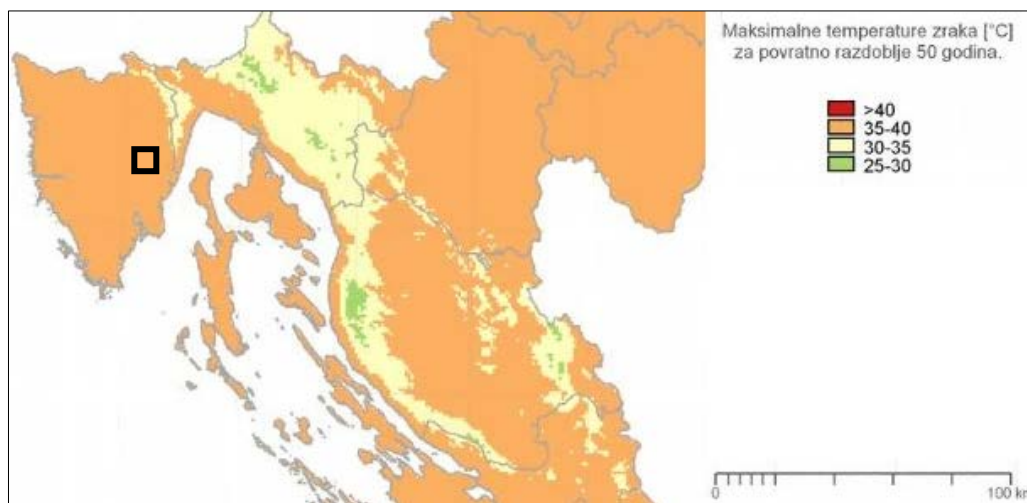 Maksimalne temperature zraka [°C]
za povratno razdoblje 50 godina.
>40
35-40
30-35
25-30
0
100 km